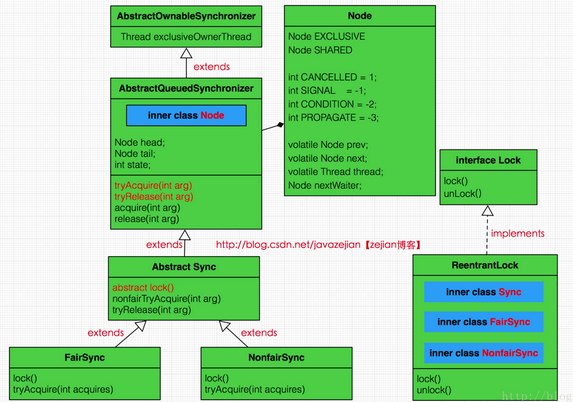 AbstractOwnableSynchronizer
Thread exclusiveOwnerThread
extends
AbstractQueuedSynchronizer
inner class Node
Node head;
Node tail;
int state;
tryAcquire(int arg)
tryRelease(int arg)
acquire(int arg)
release(int arg)
Node
Node EXCLUSIVE
Node SHARED
int CANCELLED = 1;
int SIGNAL = -1;
int CONDITION = -2;
int PROPAGATE = -3;
volatile Node prev;
volatile Node next;
volatile Thread thread;
Node nextWaiter;
interface Lock
lock()
unLock()
implements
extends
http://blog.csdn.net/javazejian【zejian博客】
Abstract Sync
abstract lock()
nonfairTryAcquire(int arg)
tryRelease(int arg)
extends
extends
FairSync
lock()
tryAcquire(int acquires)
NonfairSync
lock()
tryAcquire(int acquires)
ReentrantLock
inner class Sync
inner class FairSync
inner class NonfairSync
lock()
unlock()
http://blog